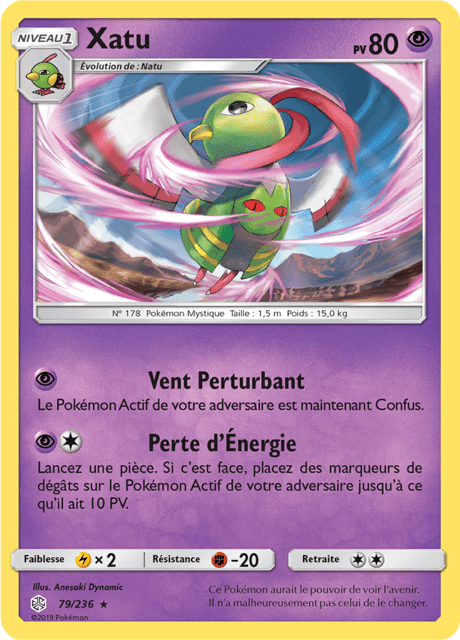 NIVEAU 1
Xatu
PV 80
Évolution de : Natu
N° 178 Pokémon Mystique Taille : 1,5 m Poids : 15,0 kg
Vent Perturbant
Le Pokémon Actif de votre adversaire est maintenant Confus.
Perte d'Énergie
Lancez une pièce. Si c'est face, placez des marqueurs de
dégâts sur le Pokémon Actif de votre adversaire jusqu'à ce
qu'il ait 10 PV.
Faiblesse ×2 Résistance -20 Retraite
Illus. Anesaki Dynamic
79/236 ★
©2019 Pokémon
Ce Pokémon aurait le pouvoir de voir l'avenir.
Il n'a malheureusement pas celui de le changer.